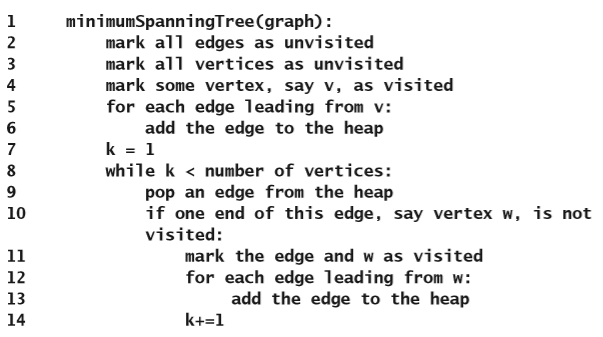 1 minimumSpanningTree(graph):
2 mark all edges as unvisited
3 mark all vertices as unvisited
4 mark some vertex, say v, as visited
5 for each edge leading from v:
6 add the edge to the heap
7 k = 1
8 while k < number of vertices:
9 pop an edge from the heap
10 if one end of this edge, say vertex w, is not
visited:
11 mark the edge and w as visited
12 for each edge leading from w:
13 add the edge to the heap
14 k+=1